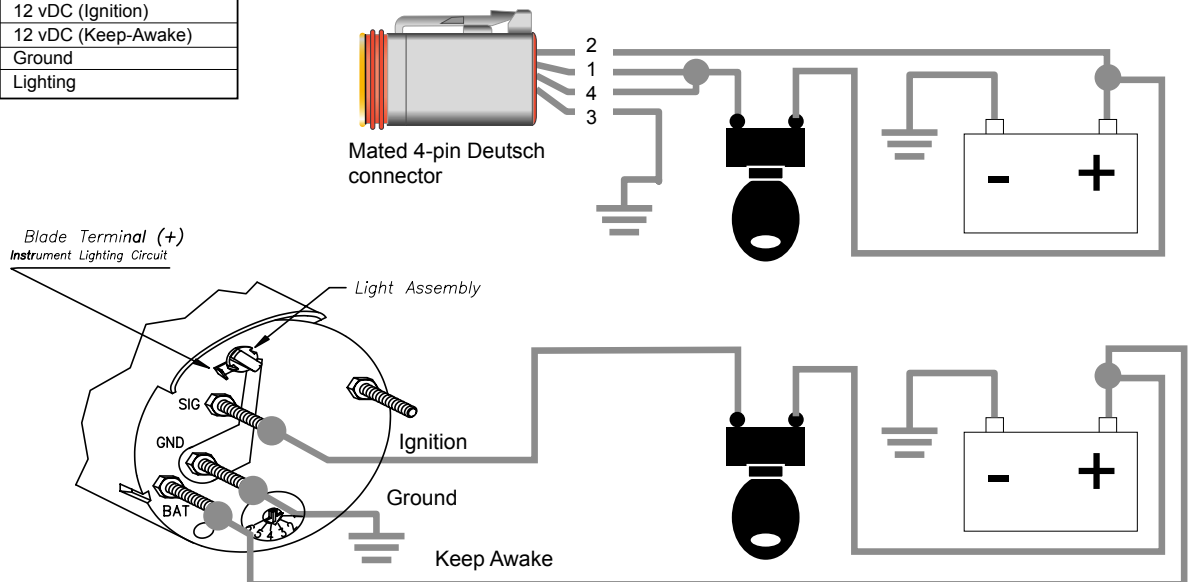 12 vDC (Ignition)
12 vDC (Keep-Awake)
Ground
Lighting
2
1
4
3
Mated 4-pin Deutsch
connector
- +
Blade Terminal (+)
Instrument Lighting Circuit
Light Assembly
SIG
GND
BAT
Ignition
Ground
Keep Awake
- +